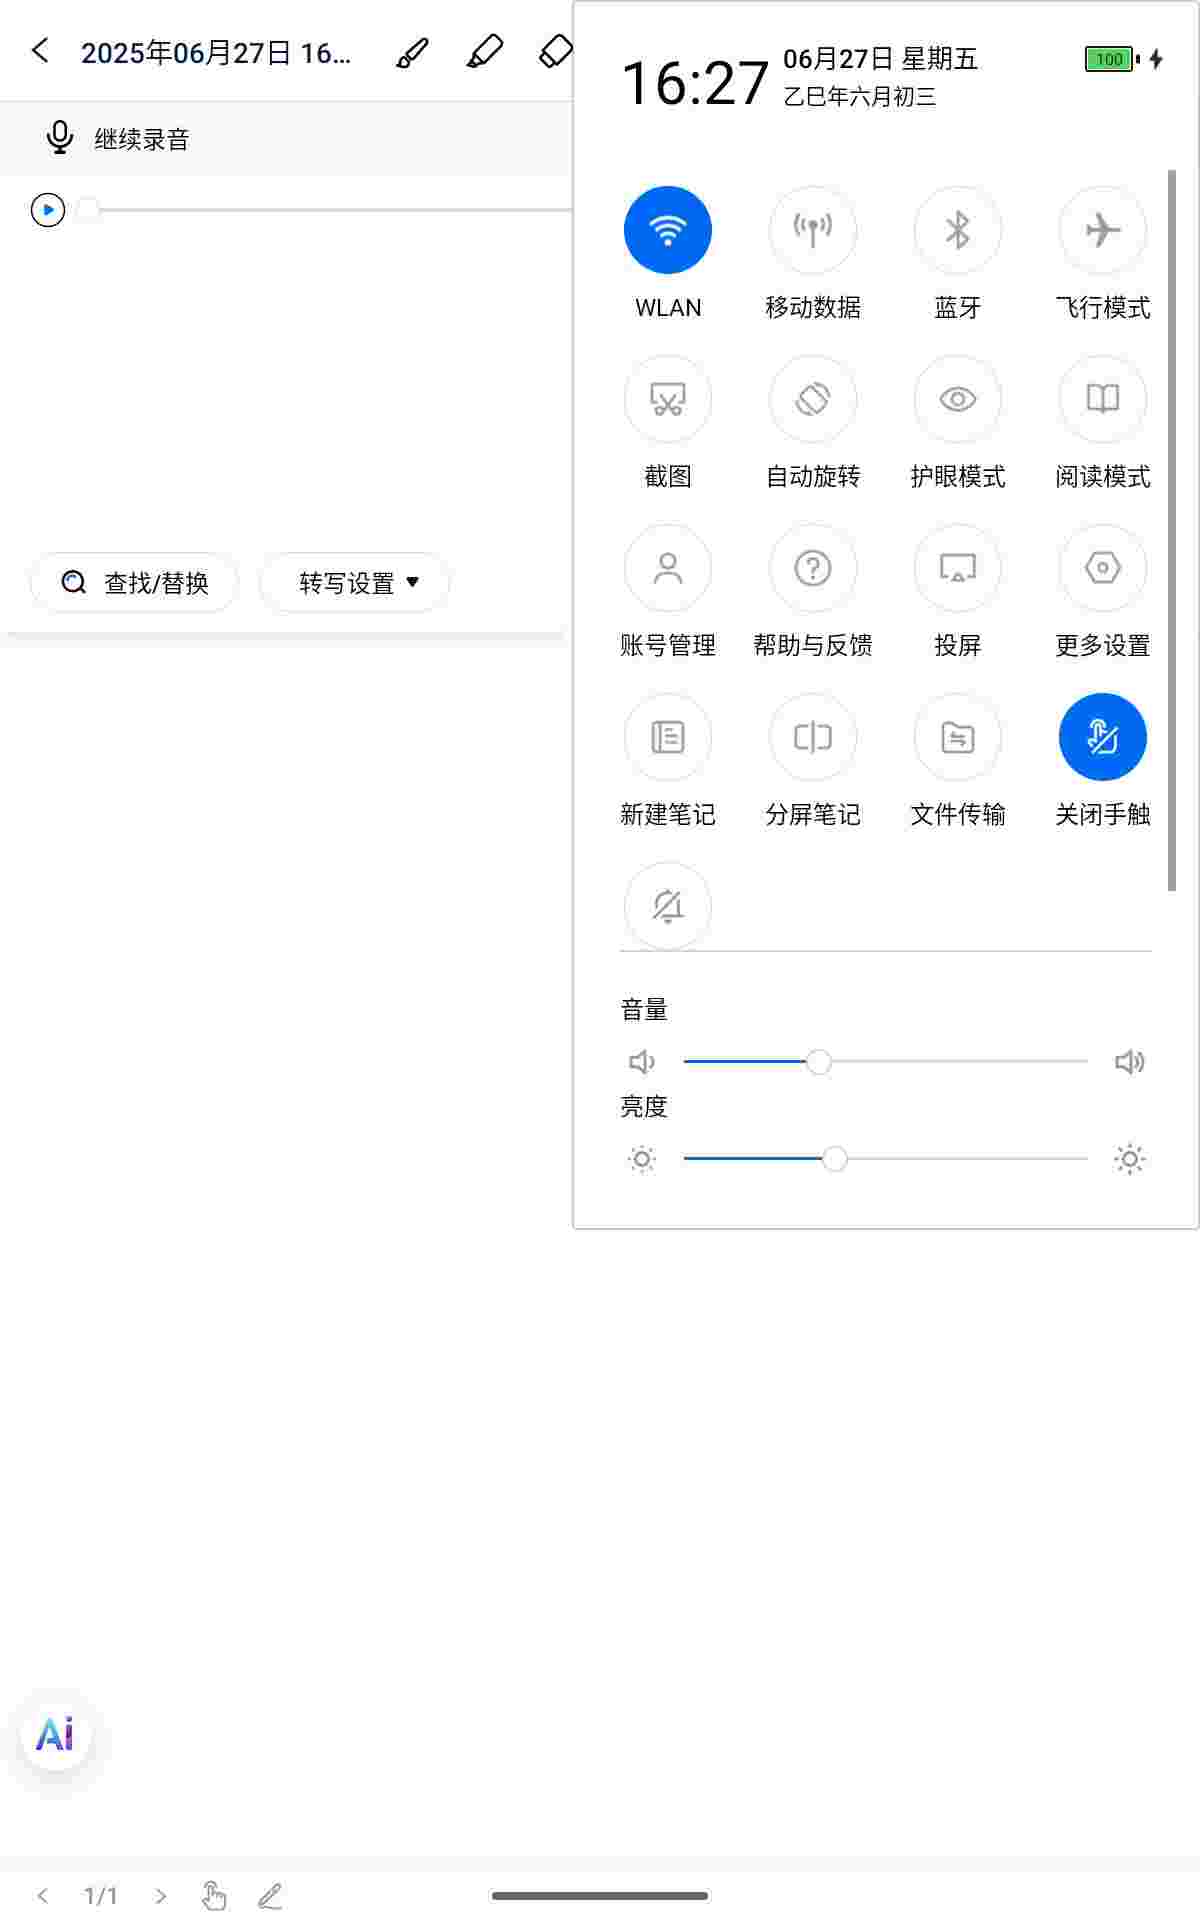 2025年06月27日 16...
继续录音
查找/替换
转写设置
16:27
06月27日 星期五
乙巳年六月初三
100
WLAN
移动数据
蓝牙
飞行模式
截图
自动旋转
护眼模式
阅读模式
账号管理
帮助与反馈
投屏
更多设置
新建笔记
分屏笔记
文件传输
关闭手触
音量
亮度
Ai
1/1